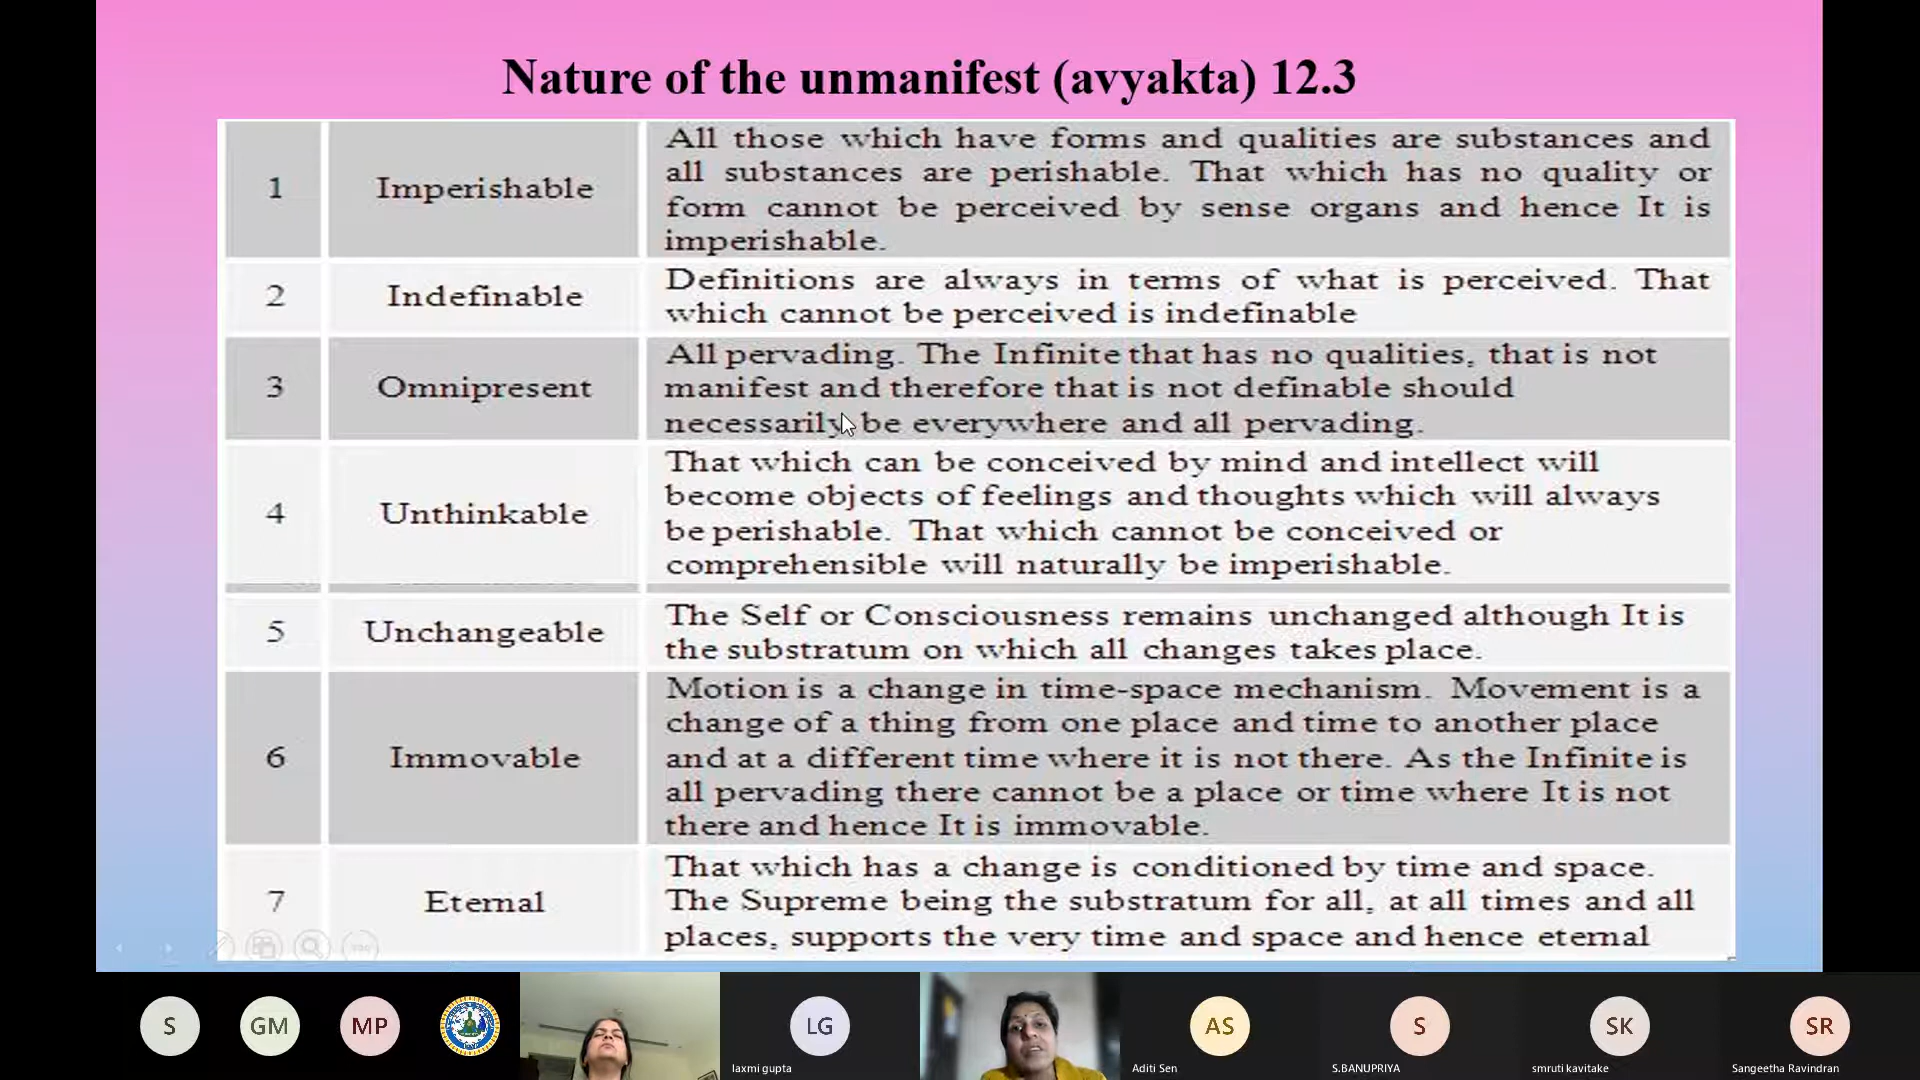 Nature of the unmanifest (avyakta) 12.3
1
Imperishable
All those which have forms and qualities are substances and
all substances are perishable. That which has no quality or
form cannot be perceived by sense organs and hence It is
imperishable.
2
Indefinable
Definitions are always in terms of what is perceived. That
which cannot be perceived is indefinable
3
Omnipresent
All pervading. The Infinite that has no qualities, that is not
manifest and therefore that is not definable should
necessarily be everywhere and all pervading.
4
Unthinkable
That which can be conceived by mind and intellect will
become objects of feelings and thoughts which will always
be perishable. That which cannot be conceived or
comprehensible will naturally be imperishable.
5
Unchangeable
The Self or Consciousness remains unchanged although It is
the substratum on which all changes takes place.
6
Immovable
Motion is a change in time-space mechanism. Movement is a
change of a thing from one place and time to another place
and at a different time where it is not there. As the Infinite is
all pervading there cannot be a place or time where It is not
there and hence It is immovable.
7
Eternal
That which has a change is conditioned by time and space.
The Supreme being the substratum for all, at all times and all
places, supports the very time and space and hence eternal
S
GM
MP
LG
AS
S
SK
SR
laxmi gupta
Aditi Sen
S.BANUPRIYA
smruti kavitake
Sangeetha Ravindran